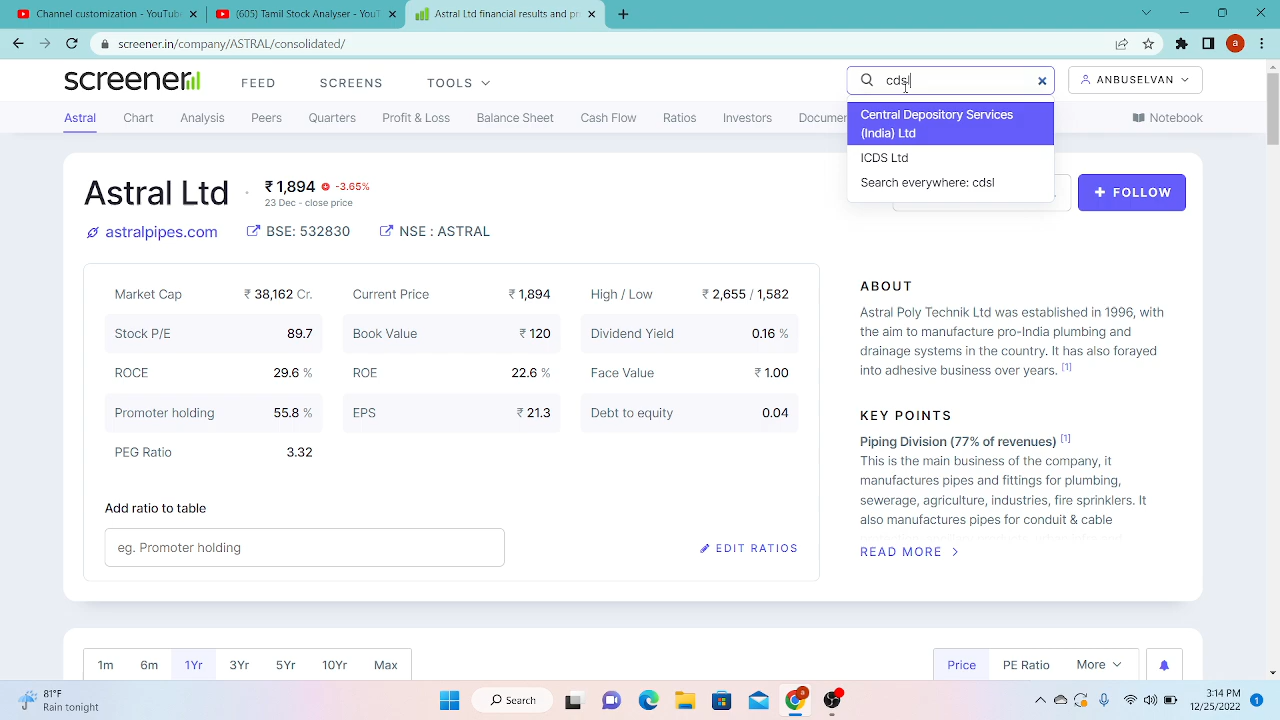 Channel customization - YouTube
(605) Tamil Stock Analyser - YouT
Astral Ltd financial results and pr
screener.in/company/ASTRAL/consolidated/
a
screener
FEED
SCREENS
TOOLS
cdsl
ANBUSELVAN
Astral
Chart
Analysis
Peers
Quarters
Profit & Loss
Balance Sheet
Cash Flow
Ratios
Investors
Documen
Notebook
Central Depository Services
(India) Ltd
ICDS Ltd
Search everywhere: cdsl
Astral Ltd
₹ 1,894 -3.65%
23 Dec - close price
+ FOLLOW
astralpipes.com
BSE: 532830
NSE : ASTRAL
Market Cap ₹ 38,162 Cr.
Current Price ₹ 1,894
High / Low ₹ 2,655 / 1,582
Stock P/E 89.7
Book Value ₹ 120
Dividend Yield 0.16 %
ROCE 29.6 %
ROE 22.6 %
Face Value ₹ 1.00
Promoter holding 55.8 %
EPS ₹ 21.3
Debt to equity 0.04
PEG Ratio 3.32
Add ratio to table
eg. Promoter holding
EDIT RATIOS
ABOUT
Astral Poly Technik Ltd was established in 1996, with
the aim to manufacture pro-India plumbing and
drainage systems in the country. It has also forayed
into adhesive business over years. [1]
KEY POINTS
Piping Division (77% of revenues) [1]
This is the main business of the company, it
manufactures pipes and fittings for plumbing,
sewerage, agriculture, industries, fire sprinklers. It
also manufactures pipes for conduit & cable
READ MORE
1m
6m
1Yr
3Yr
5Yr
10Yr
Max
Price
PE Ratio
More
81°F
Rain tonight
Search
a
3:14 PM
12/25/2022
1